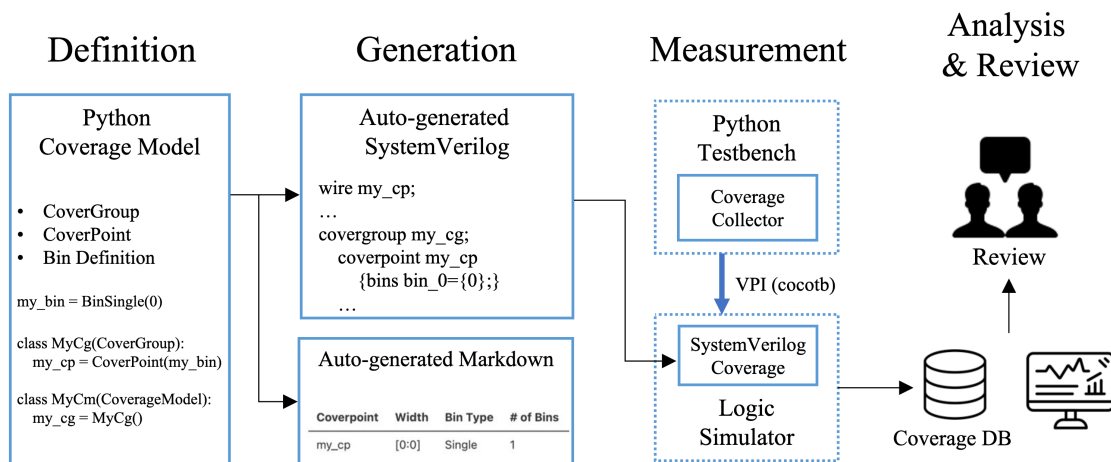 Definition
Python
Coverage Model
• CoverGroup
• CoverPoint
• Bin Definition
my_bin = BinSingle(0)
class MyCg(CoverGroup):
my_cp = CoverPoint(my_bin)
class MyCm(CoverageModel):
my_cg = MyCg()
Generation
Auto-generated
SystemVerilog
wire my_cp;
…
covergroup my_cg;
coverpoint my_cp
{bins bin_0={0};}
…
Auto-generated Markdown
Coverpoint Width Bin Type # of Bins
my_cp [0:0] Single 1
Measurement
Python
Testbench
Coverage
Collector
VPI (cocotb)
SystemVerilog
Coverage
Logic
Simulator
Analysis
& Review
Review
Coverage DB